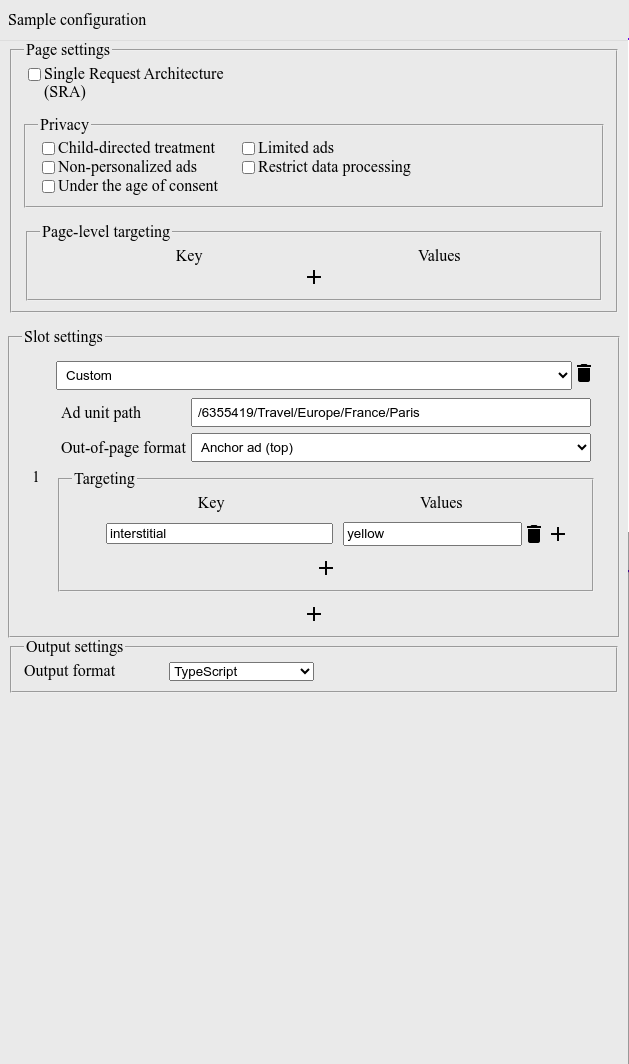 Sample configuration
Page settings
Single Request Architecture
(SRA)
Privacy
Child-directed treatment
Limited ads
Non-personalized ads
Restrict data processing
Under the age of consent
Page-level targeting
Key
Values
Slot settings
Custom
Ad unit path
/6355419/Travel/Europe/France/Paris
Out-of-page format
Anchor ad (top)
1
Targeting
Key
Values
interstitial
yellow
Output settings
Output format
TypeScript